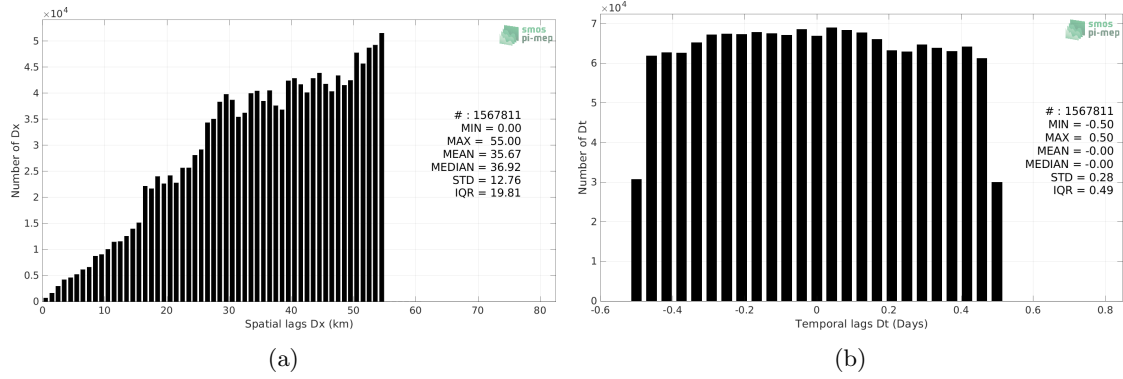 ×10⁴
5
4.5
4
3.5
3
2.5
2
1.5
1
0.5
0
Number of Dx
0 10 20 30 40 50 60 70 80
Spatial lags Dx (km)
smos
pi-mep
# : 1567811
MIN = 0.00
MAX = 55.00
MEAN = 35.67
MEDIAN = 36.92
STD = 12.76
IQR = 19.81
(a)
×10⁴
7
6
5
4
3
2
1
0
Number of Dt
-0.6 -0.4 -0.2 0 0.2 0.4 0.6 0.8
Temporal lags Dt (Days)
smos
pi-mep
# : 1567811
MIN = -0.50
MAX = 0.50
MEAN = -0.00
MEDIAN = -0.00
STD = 0.28
IQR = 0.49
(b)